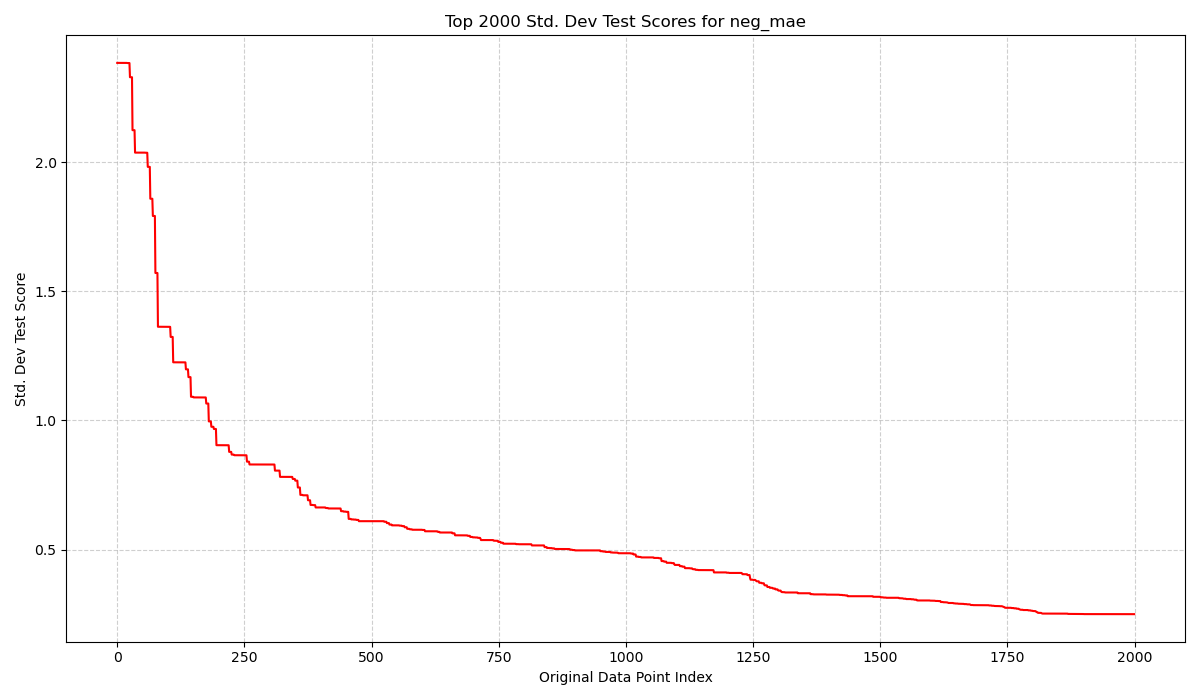 Top 2000 Std. Dev Test Scores for neg_mae
Std. Dev Test Score
2.0
1.5
1.0
0.5
0 250 500 750 1000 1250 1500 1750 2000
Original Data Point Index